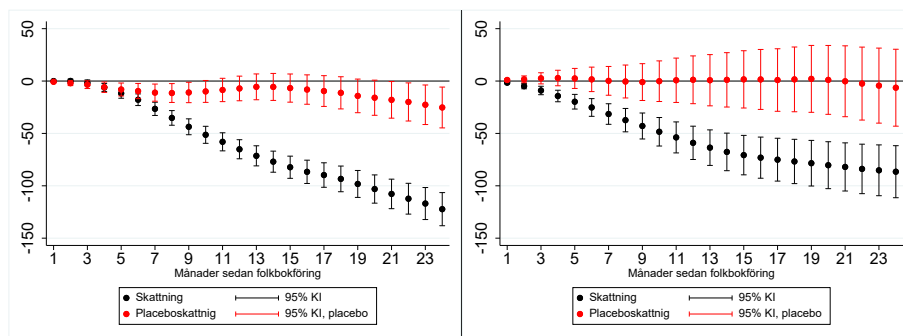 50
0
-50
-100
-150
1 3 5 7 9 11 13 15 17 19 21 23
Månader sedan folkbokföring
Skattning 95% KI
Placeboskattnig 95% KI, placebo
50
0
-50
-100
-150
1 3 5 7 9 11 13 15 17 19 21 23
Månader sedan folkbokföring
Skattning 95% KI
Placeboskattnig 95% KI, placebo